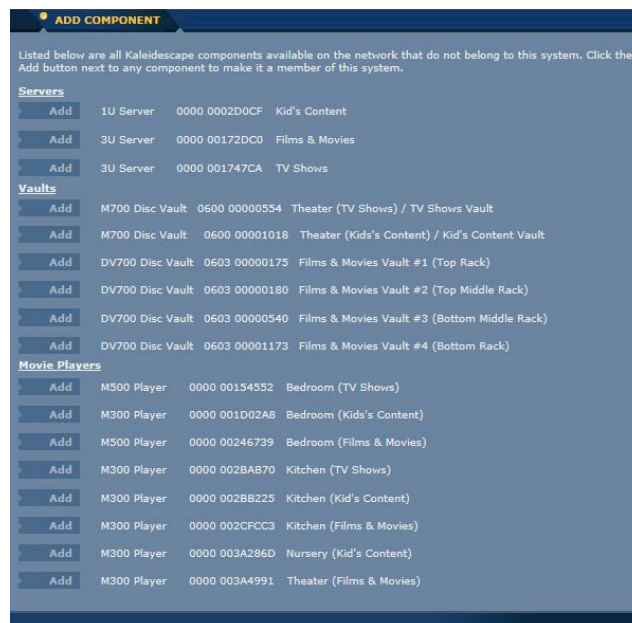 ADD COMPONENT
Listed below are all Kaleidescape components available on the network that do not belong to this system. Click the
Add button next to any component to make it a member of this system.
Servers
Add 1U Server 0000 0002D0CF Kid's Content
Add 3U Server 0000 00172DC0 Films & Movies
Add 3U Server 0000 001747CA TV Shows
Vaults
Add M700 Disc Vault 0600 00000554 Theater (TV Shows) / TV Shows Vault
Add M700 Disc Vault 0600 00001018 Theater (Kids's Content) / Kid's Content Vault
Add DV700 Disc Vault 0603 00000175 Films & Movies Vault #1 (Top Rack)
Add DV700 Disc Vault 0603 00000180 Films & Movies Vault #2 (Top Middle Rack)
Add DV700 Disc Vault 0603 00000540 Films & Movies Vault #3 (Bottom Middle Rack)
Add DV700 Disc Vault 0603 00001173 Films & Movies Vault #4 (Bottom Rack)
Movie Players
Add M500 Player 0000 00154552 Bedroom (TV Shows)
Add M300 Player 0000 001D02A8 Bedroom (Kids's Content)
Add M500 Player 0000 00246739 Bedroom (Films & Movies)
Add M300 Player 0000 002BAB70 Kitchen (TV Shows)
Add M300 Player 0000 002BB225 Kitchen (Kid's Content)
Add M300 Player 0000 002CFCC3 Kitchen (Films & Movies)
Add M300 Player 0000 003A286D Nursery (Kid's Content)
Add M300 Player 0000 003A4991 Theater (Films & Movies)